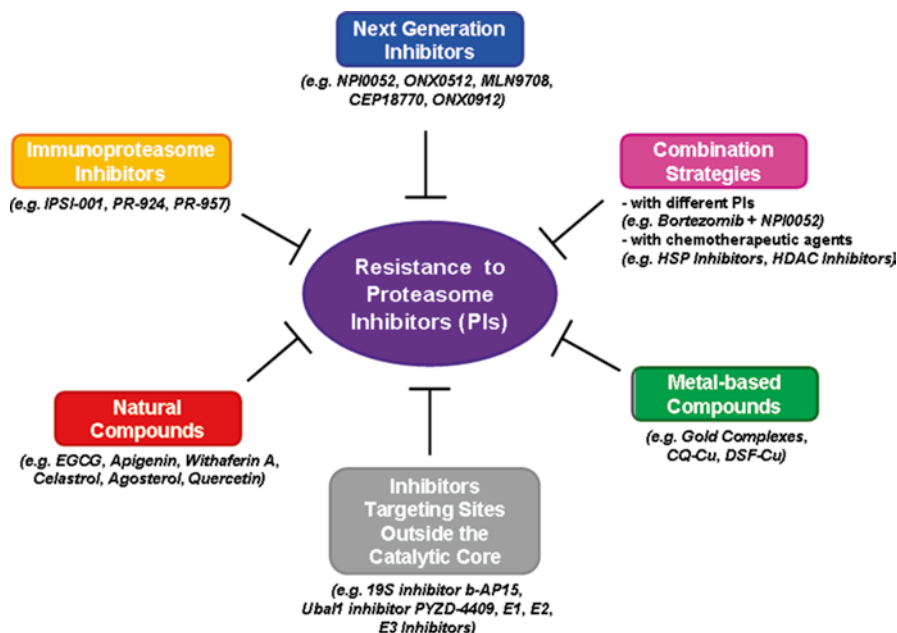 Next Generation
Inhibitors
(e.g. NPI0052, ONX0512, MLN9708,
CEP18770, ONX0912)
Immunoproteasome
Inhibitors
(e.g. IPSI-001, PR-924, PR-957)
Combination
Strategies
- with different PIs
(e.g. Bortezomib + NPI0052)
- with chemotherapeutic agents
(e.g. HSP Inhibitors, HDAC Inhibitors)
Resistance to
Proteasome
Inhibitors (PIs)
Natural
Compounds
(e.g. EGCG, Apigenin, Withaferin A,
Celastrol, Agosterol, Quercetin)
Metal-based
Compounds
(e.g. Gold Complexes,
CQ-Cu, DSF-Cu)
Inhibitors
Targeting Sites
Outside the
Catalytic Core
(e.g. 19S inhibitor b-AP15,
Ubal1 inhibitor PYZD-4409, E1, E2,
E3 Inhibitors)